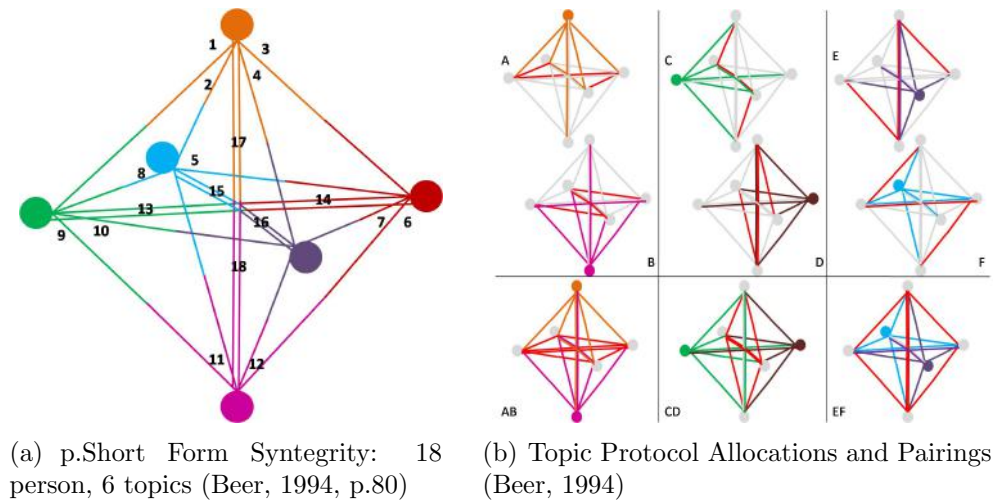 1
3
2
4
17
5
8
15
14
13
16
7
6
9
10
18
11
12
A
C
E
B
D
F
AB
CD
EF
(a) p.Short Form Syntegrity: 18
person, 6 topics (Beer, 1994, p.80)
(b) Topic Protocol Allocations and Pairings
(Beer, 1994)